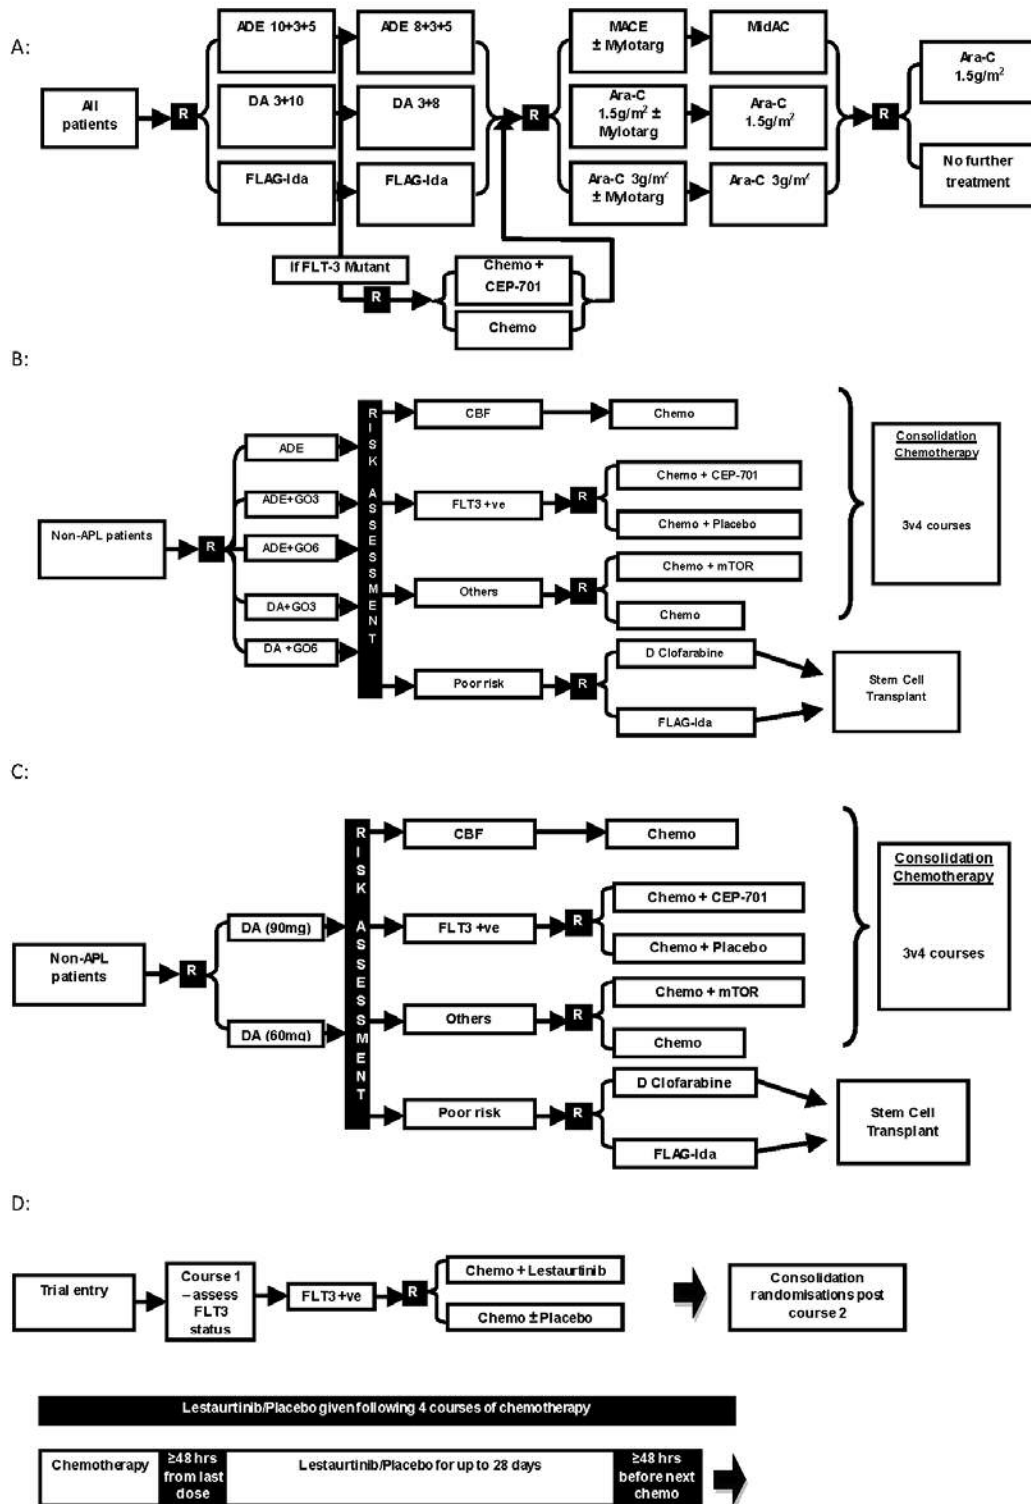 A:
All
patients
R
ADE 10+3+5
DA 3+10
FLAG-Ida
ADE 8+3+5
DA 3+8
FLAG-Ida
If FLT-3 Mutant
R
Chemo +
CEP-701
Chemo
R
MACE
± Mylotarg
Ara-C
1.5g/m² ±
Mylotarg
Ara-C 3g/m²
± Mylotarg
MidAC
Ara-C
1.5g/m²
Ara-C 3g/m²
R
Ara-C
1.5g/m²
No further
treatment
B:
Non-APL patients
R
ADE
ADE+GO3
ADE+GO6
DA+GO3
DA +GO6
RISK ASSESSMENT
CBF
Chemo
FLT3 +ve
R
Chemo + CEP-701
Chemo + Placebo
Others
R
Chemo + mTOR
Chemo
Poor risk
R
D Clofarabine
FLAG-Ida
Consolidation
Chemotherapy
3v4 courses
Stem Cell
Transplant
C:
Non-APL
patients
R
DA (90mg)
DA (60mg)
RISK ASSESSMENT
CBF
Chemo
FLT3 +ve
R
Chemo + CEP-701
Chemo + Placebo
Others
R
Chemo + mTOR
Chemo
Poor risk
R
D Clofarabine
FLAG-Ida
Consolidation
Chemotherapy
3v4 courses
Stem Cell
Transplant
D:
Trial entry
Course 1
– assess
FLT3
status
FLT3 +ve
R
Chemo + Lestaurtinib
Chemo ± Placebo
Consolidation
randomisations post
course 2
Lestaurtinib/Placebo given following 4 courses of chemotherapy
Chemotherapy
≥48 hrs
from last
dose
Lestaurtinib/Placebo for up to 28 days
≥48 hrs
before next
chemo